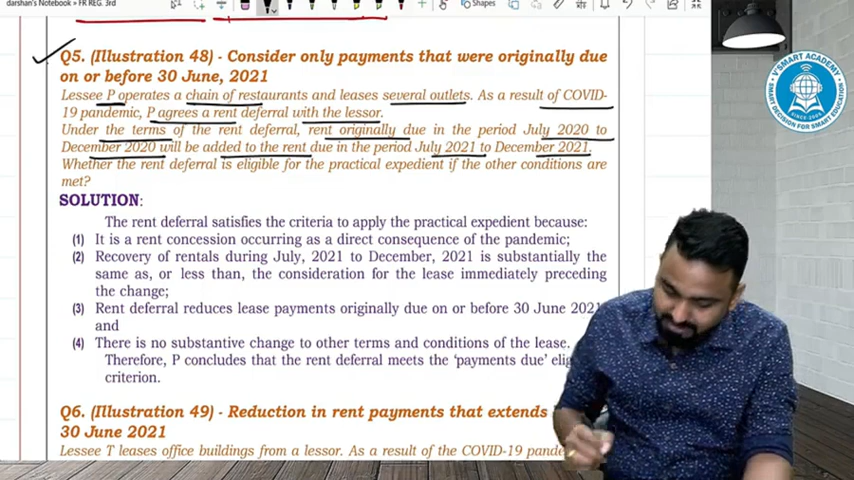 darshan's Notebook » FR REG. 3rd
Shapes
V'SMART ACADEMY
SMART DECISION FOR SMART EDUCATION
Q5. (Illustration 48) - Consider only payments that were originally due
on or before 30 June, 2021
Lessee P operates a chain of restaurants and leases several outlets. As a result of COVID-
19 pandemic, P agrees a rent deferral with the lessor.
Under the terms of the rent deferral, rent originally due in the period July 2020 to
December 2020 will be added to the rent due in the period July 2021 to December 2021.
Whether the rent deferral is eligible for the practical expedient if the other conditions are
met?
SOLUTION:
The rent deferral satisfies the criteria to apply the practical expedient because:
(1) It is a rent concession occurring as a direct consequence of the pandemic;
(2) Recovery of rentals during July, 2021 to December, 2021 is substantially the
same as, or less than, the consideration for the lease immediately preceding
the change;
(3) Rent deferral reduces lease payments originally due on or before 30 June 2021
and
(4) There is no substantive change to other terms and conditions of the lease.
Therefore, P concludes that the rent deferral meets the 'payments due'
criterion.
Q6. (Illustration 49) - Reduction in rent payments that extends
30 June 2021
Lessee T leases office buildings from a lessor. As a result of the COVID-19